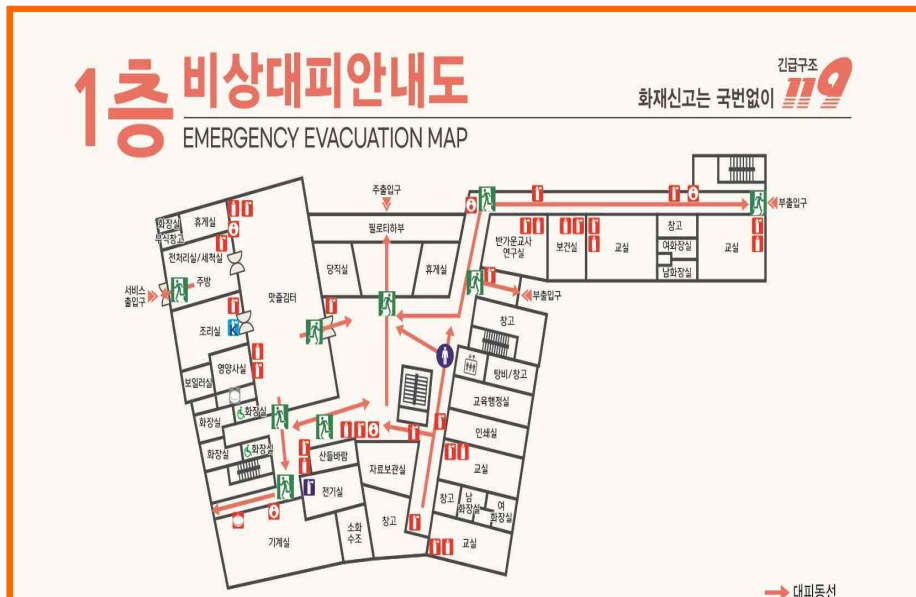 1층 비상대피안내도
EMERGENCY EVACUATION MAP
긴급구조
화재신고는 국번없이 119
주출입구
필로티하부
당직실
휴게실
부출입구
반가운교사
연구실
보건실
교실
창고
여화장실
남화장실
교실
화장실
부식창고
휴게실
전처리실/세척실
주방
서비스
출입구
맛즐김터
조리실
K
영양사실
보일러실
화장실
화장실
화장실
화장실
부출입구
창고
탕비/창고
교육행정실
인쇄실
교실
창고
남
화장실
여
화장실
교실
산들바람
자료보관실
전기실
소화
수조
창고
기계실
대피동선